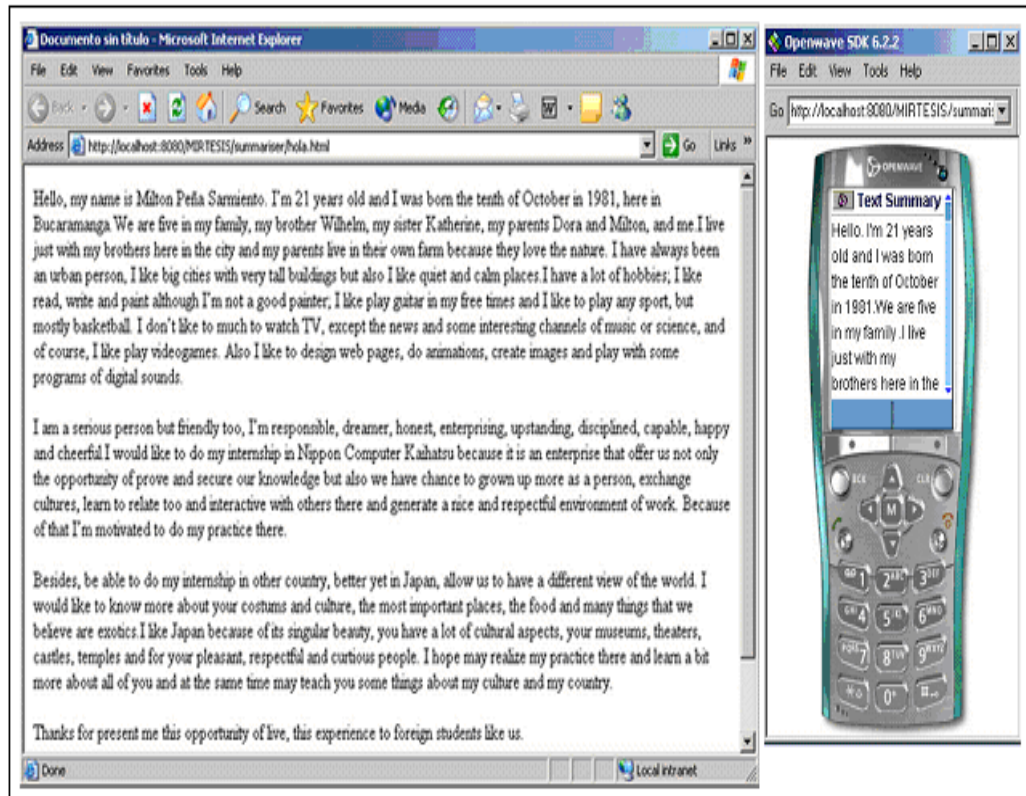 Documento sin título - Microsoft Internet Explorer
File Edit View Favorites Tools Help
Back Search Favorites Media
Address http://localhost:8080/MIRTESIS/summariser/hola.html Go Links »
Hello, my name is Milton Peña Sarmiento. I'm 21 years old and I was born the tenth of October in 1981, here in
Bucaramanga.We are five in my family, my brother Wilhelm, my sister Katherine, my parents Dora and Milton, and me.I live
just with my brothers here in the city and my parents live in their own farm because they love the nature. I have always been
an urban person, I like big cities with very tall buildings but also I like quiet and calm places.I have a lot of hobbies; I like
read, write and paint although I'm not a good painter; I like play guitar in my free times and I like to play any sport, but
mostly basketball. I don't like to much to watch TV, except the news and some interesting channels of music or science, and
of course, I like play videogames. Also I like to design web pages, do animations, create images and play with some
programs of digital sounds.
I am a serious person but friendly too, I'm responsible, dreamer, honest, enterprising, upstanding, disciplined, capable, happy
and cheerful.I would like to do my internship in Nippon Computer Kaihatsu because it is an enterprise that offer us not only
the opportunity of prove and secure our knowledge but also we have chance to grown up more as a person, exchange
cultures, learn to relate too and interactive with others there and generate a nice and respectful environment of work. Because
of that I'm motivated to do my practice there.
Besides, be able to do my internship in other country, better yet in Japan, allow us to have a different view of the world. I
would like to know more about your costums and culture, the most important places, the food and many things that we
believe are exotics.I like Japan because of its singular beauty, you have a lot of cultural aspects, your museums, theaters,
castles, temples and for your pleasant, respectful and curtious people. I hope may realize my practice there and learn a bit
more about all of you and at the same time may teach you some things about my culture and my country.
Thanks for present me this opportunity of live, this experience to foreign students like us.
Done Local intranet
Openwave SDK 6.2.2
File Edit View Tools Help
Go http://localhost:8080/MIRTESIS/summaris
OPENWAVE
Text Summary
Hello. I'm 21 years
old and I was born
the tenth of October
in 1981.We are five
in my family .I live
just with my
brothers here in the
BCK CLR
M
1 2 ABC 3 DEF
GHI 4 5 JKL 6 MNO
PQRS 7 8 TUV 9 WXYZ
* 0 #